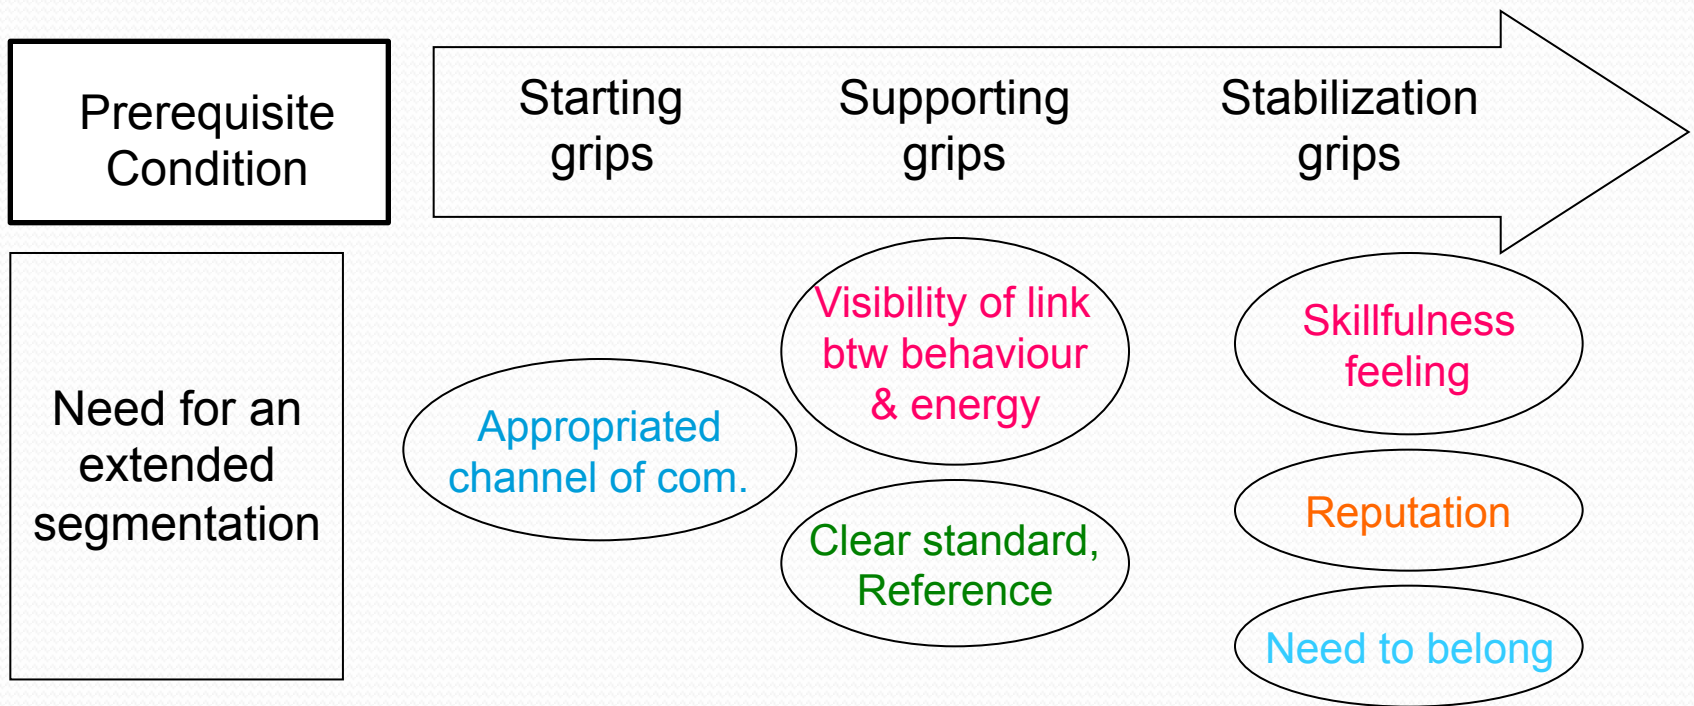 Prerequisite
Condition
Starting
grips
Supporting
grips
Stabilization
grips
Need for an
extended
segmentation
Appropriated
channel of com.
Visibility of link
btw behaviour
& energy
Clear standard,
Reference
Skillfulness
feeling
Reputation
Need to belong